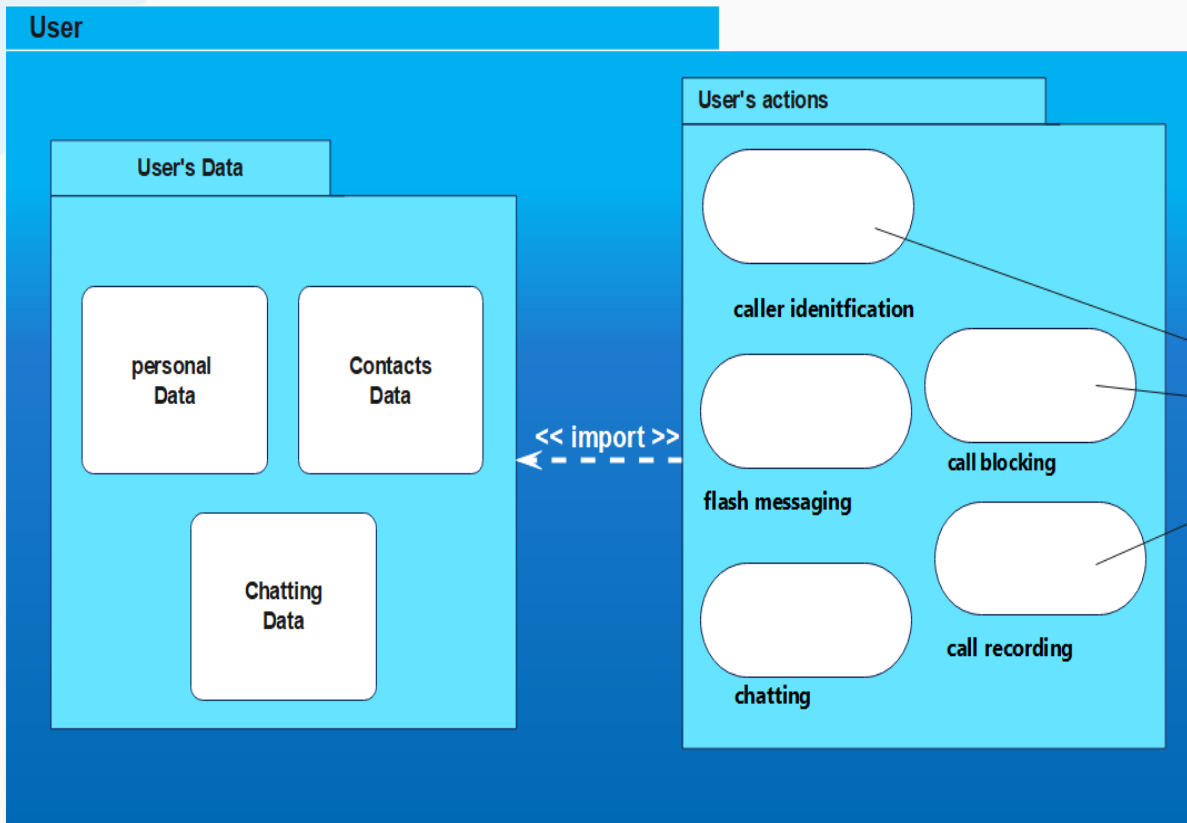 User
User's actions
User's Data
caller idenitfication
personal
Data
Contacts
Data
<< import >>
call blocking
flash messaging
Chatting
Data
call recording
chatting